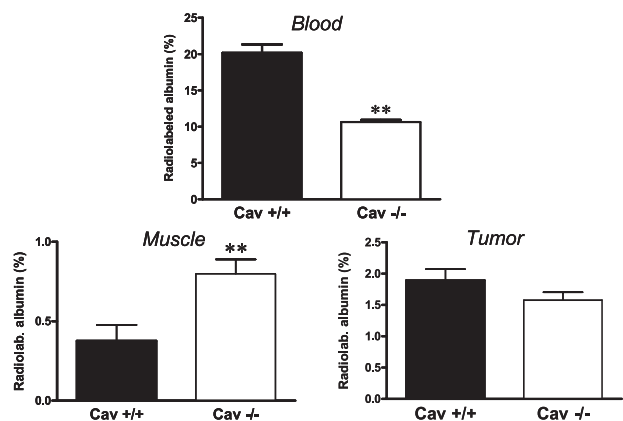 Blood
Radiolabeled albumin (%)
25
20
15
10
5
0
**
Cav +/+ Cav -/-
Muscle
Radiolab. albumin (%)
1.0
0.5
0.0
**
Cav +/+ Cav -/-
Tumor
Radiolab. albumin (%)
2.5
2.0
1.5
1.0
0.5
0.0
Cav +/+ Cav -/-